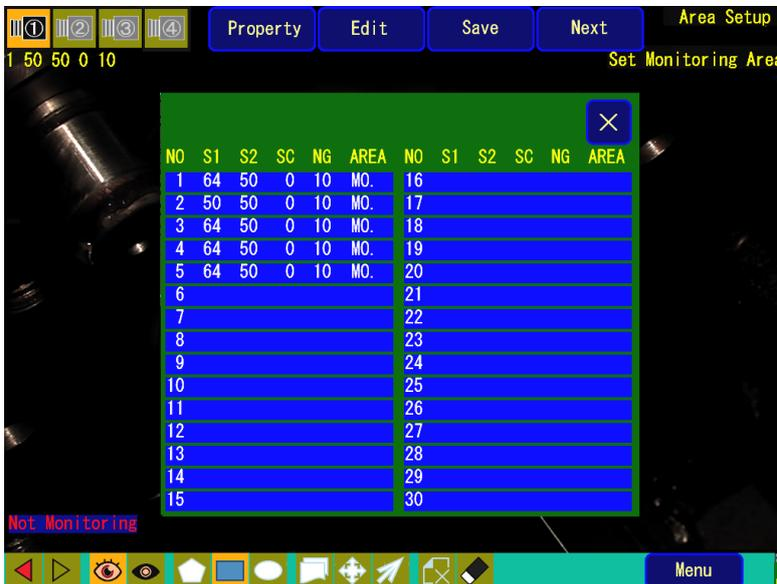 ① ② ③ ④ Property Edit Save Next Area Setup
1 50 50 0 10 Set Monitoring Area
NO S1 S2 SC NG AREA NO S1 S2 SC NG AREA
1 64 50 0 10 MO. 16
2 50 50 0 10 MO. 17
3 64 50 0 10 MO. 18
4 64 50 0 10 MO. 19
5 64 50 0 10 MO. 20
6 21
7 22
8 23
9 24
10 25
11 26
12 27
13 28
14 29
15 30
Not Monitoring
Menu